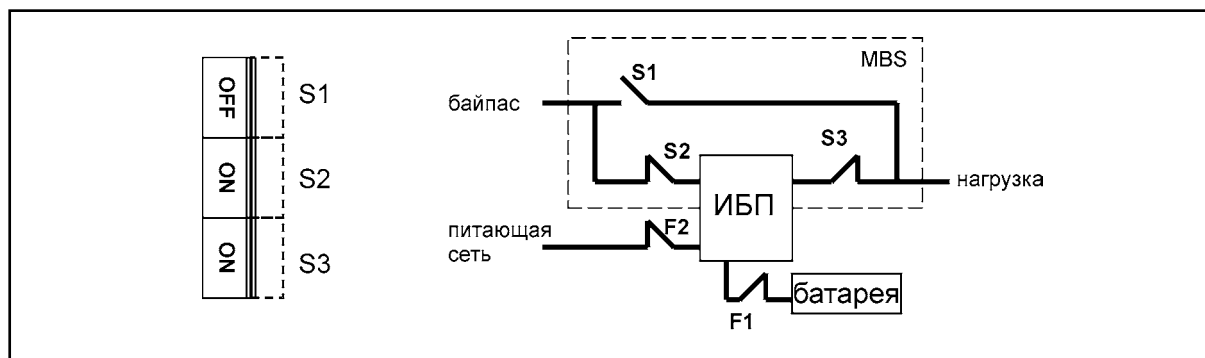 OFF
S1
ON
S2
ON
S3
MBS
S1
байпас
S2
S3
ИБП
нагрузка
питающая
сеть
F2
батарея
F1